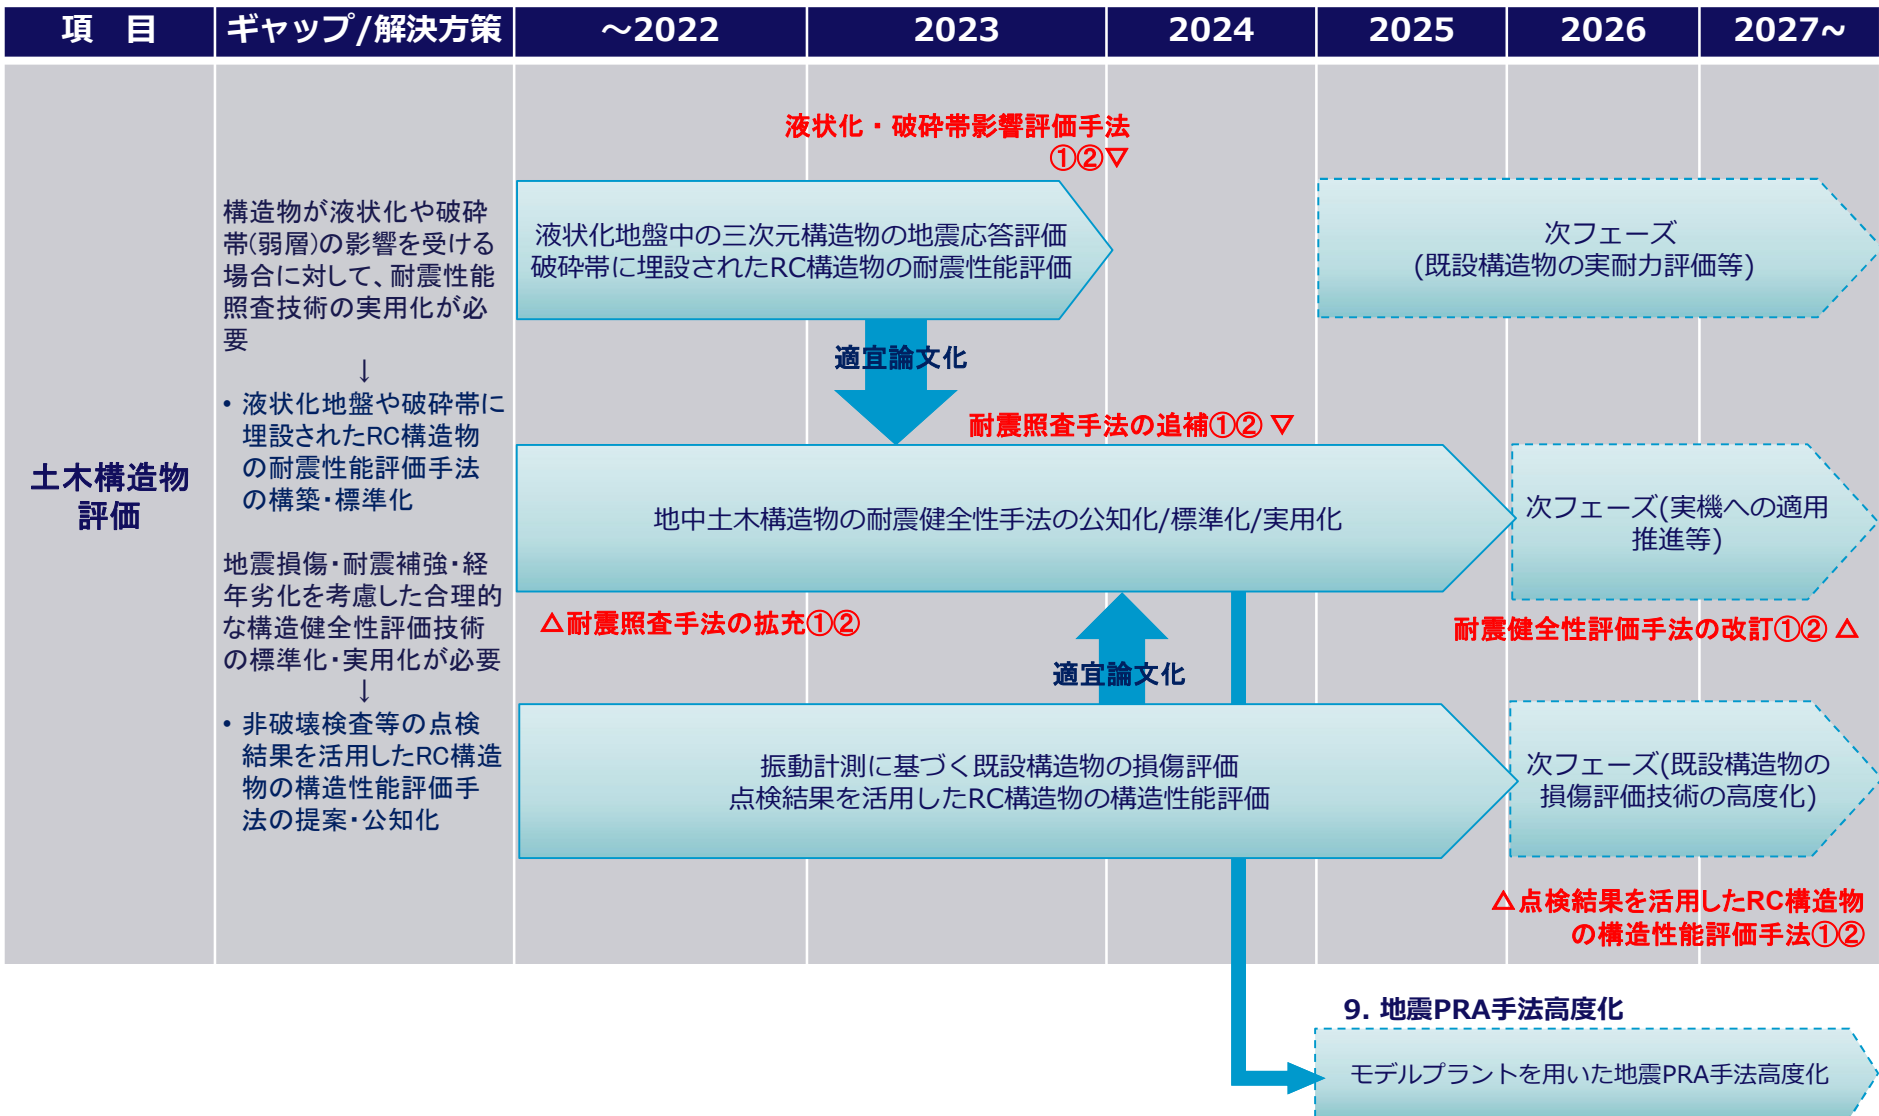 項　目
ギャップ/解決方策
～2022
2023
2024
2025
2026
2027~
土木構造物
評価
構造物が液状化や破砕
帯(弱層)の影響を受ける
場合に対して、耐震性能
照査技術の実用化が必
要
↓
• 液状化地盤や破砕帯に
埋設されたRC構造物
の耐震性能評価手法
の構築・標準化
地震損傷・耐震補強・経
年劣化を考慮した合理的
な構造健全性評価技術
の標準化・実用化が必要
↓
• 非破壊検査等の点検
結果を活用したRC構造
物の構造性能評価手
法の提案・公知化
液状化・破砕帯影響評価手法
①②▽
液状化地盤中の三次元構造物の地震応答評価
破砕帯に埋設されたRC構造物の耐震性能評価
次フェーズ
(既設構造物の実耐力評価等)
適宜論文化
耐震照査手法の追補①② ▽
地中土木構造物の耐震健全性手法の公知化/標準化/実用化
次フェーズ(実機への適用
推進等)
△耐震照査手法の拡充①②
耐震健全性評価手法の改訂①② △
適宜論文化
振動計測に基づく既設構造物の損傷評価
点検結果を活用したRC構造物の構造性能評価
次フェーズ(既設構造物の
損傷評価技術の高度化)
△点検結果を活用したRC構造物
の構造性能評価手法①②
9. 地震PRA手法高度化
モデルプラントを用いた地震PRA手法高度化